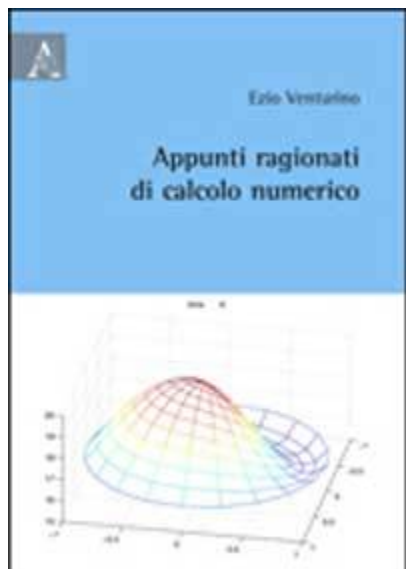 A
Ezio Venturino
Appunti ragionati
di calcolo numerico